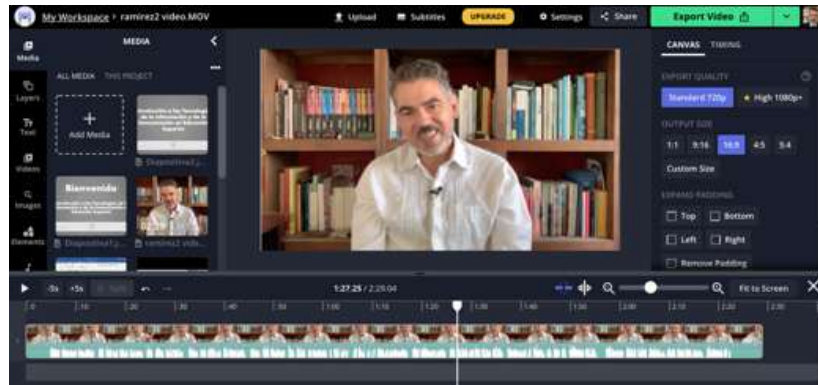 My Workspace › ramirez2 video.MOV
Upload
Subtitles
UPGRADE
Settings
Share
Export Video
Media
MEDIA
CANVAS
TIMING
Layers
ALL MEDIA
THIS PROJECT
EXPORT QUALITY
Standard 720p
High 1080p+
Text
Add Media
OUTPUT SIZE
1:1
9:16
16:9
4:5
5:4
Videos
Custom Size
Bienvenido
Images
EXPAND PADDING
Top
Bottom
Elements
Left
Right
Remove Padding
-5s
+5s
1:27.25 / 2:25.04
Fit to Screen
:0
:10
:20
:30
:40
:50
1:00
1:10
1:20
1:30
1:40
1:50
2:00
2:10
2:20
2:30